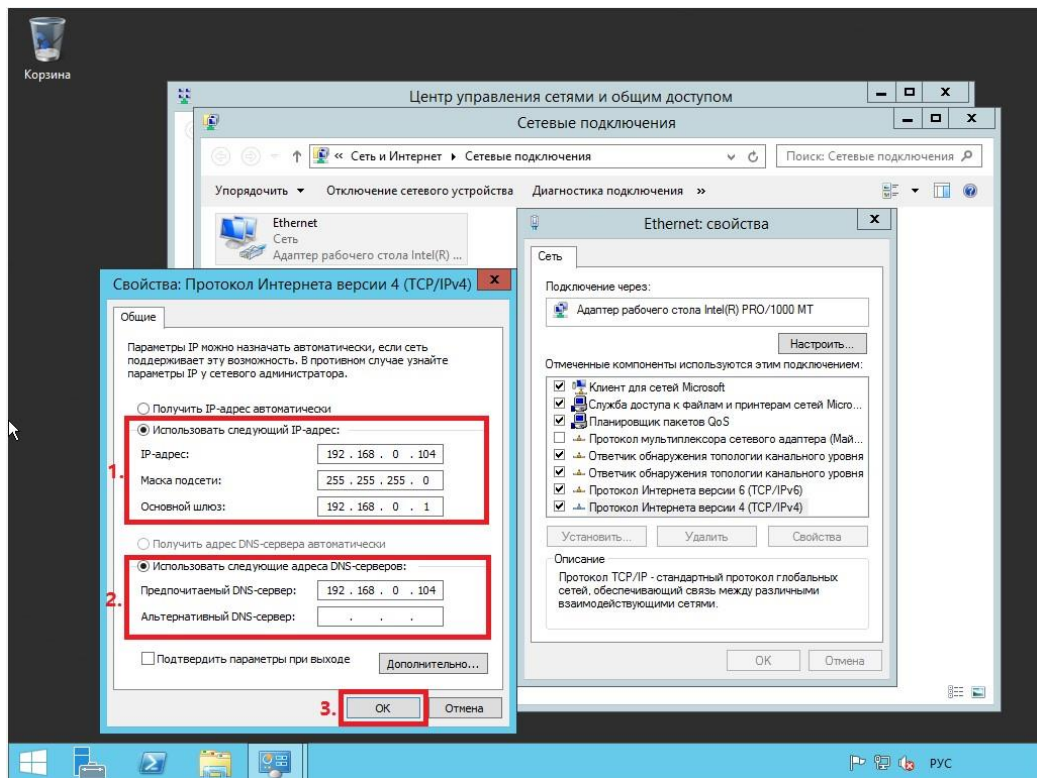 Корзина
Центр управления сетями и общим доступом
Сетевые подключения
« Сеть и Интернет Сетевые подключения
Поиск: Сетевые подключения
Упорядочить
Отключение сетевого устройства
Диагностика подключения »
Ethernet
Сеть
Адаптер рабочего стола Intel(R) ...
Ethernet: свойства
Сеть
Подключение через:
Адаптер рабочего стола Intel(R) PRO/1000 MT
Настроить...
Отмеченные компоненты используются этим подключением:
Клиент для сетей Microsoft
Служба доступа к файлам и принтерам сетей Micro...
Планировщик пакетов QoS
Протокол мультиплексора сетевого адаптера (Май...
Ответчик обнаружения топологии канального уровня
Ответчик обнаружения топологии канального уровня
Протокол Интернета версии 6 (TCP/IPv6)
Протокол Интернета версии 4 (TCP/IPv4)
Установить...
Удалить
Свойства
Описание
Протокол TCP/IP - стандартный протокол глобальных
сетей, обеспечивающий связь между различными
взаимодействующими сетями.
OK
Отмена
Свойства: Протокол Интернета версии 4 (TCP/IPv4)
Общие
Параметры IP можно назначать автоматически, если сеть
поддерживает эту возможность. В противном случае узнайте
параметры IP у сетевого администратора.
Получить IP-адрес автоматически
Использовать следующий IP-адрес:
1.
IP-адрес: 192 . 168 . 0 . 104
Маска подсети: 255 . 255 . 255 . 0
Основной шлюз: 192 . 168 . 0 . 1
Получить адрес DNS-сервера автоматически
Использовать следующие адреса DNS-серверов:
2.
Предпочитаемый DNS-сервер: 192 . 168 . 0 . 104
Альтернативный DNS-сервер: . . .
Подтвердить параметры при выходе
Дополнительно...
3.
OK
Отмена
РУС